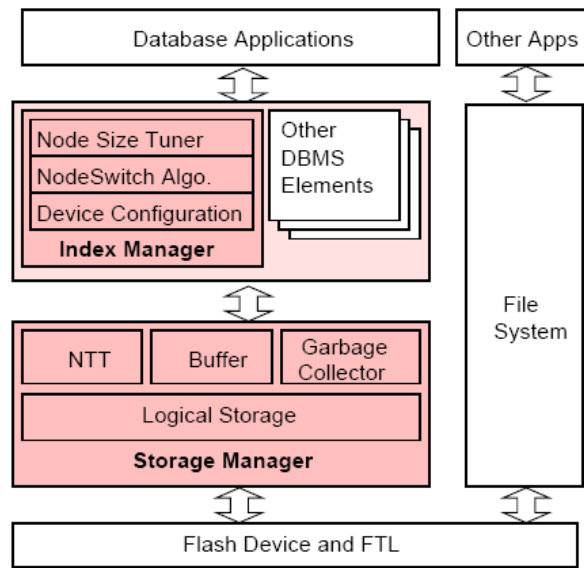 Database Applications
Other Apps
Node Size Tuner
NodeSwitch Algo.
Device Configuration
Index Manager
Other
DBMS
Elements
File
System
NTT
Buffer
Garbage
Collector
Logical Storage
Storage Manager
Flash Device and FTL